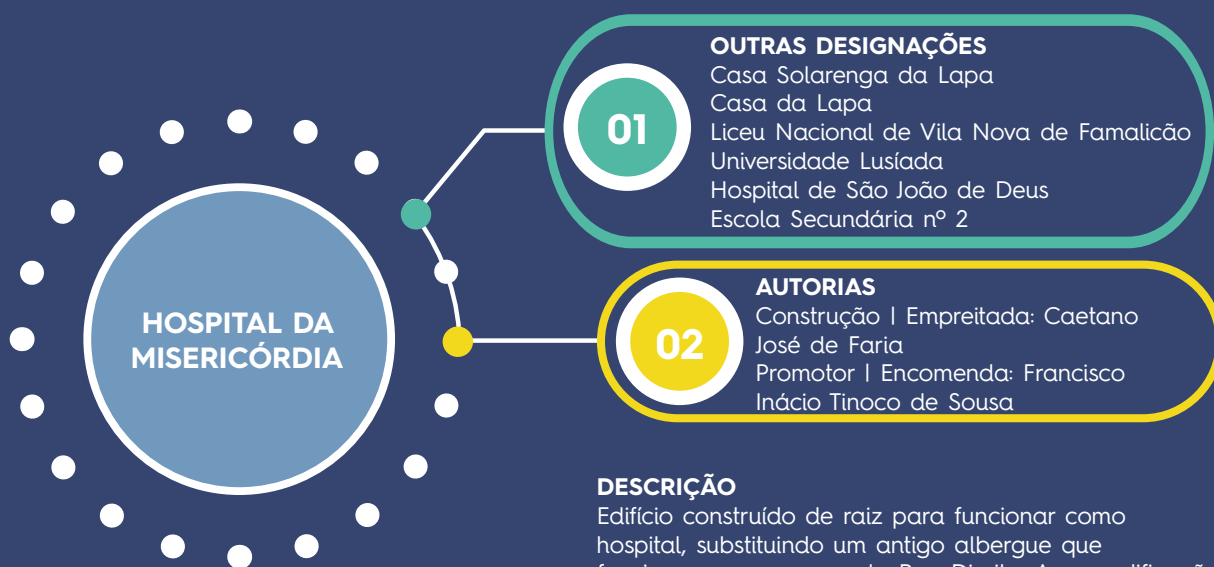 HOSPITAL DA
MISERICÓRDIA
01
OUTRAS DESIGNAÇÕES
Casa Solarenga da Lapa
Casa da Lapa
Liceu Nacional de Vila Nova de Famalicão
Universidade Lusíada
Hospital de São João de Deus
Escola Secundária nº 2
02
AUTORIAS
Construção | Empreitada: Caetano
José de Faria
Promotor | Encomenda: Francisco
Inácio Tinoco de Sousa
DESCRIÇÃO
Edifício construído de raiz para funcionar como
hospital, substituindo um antigo albergue que